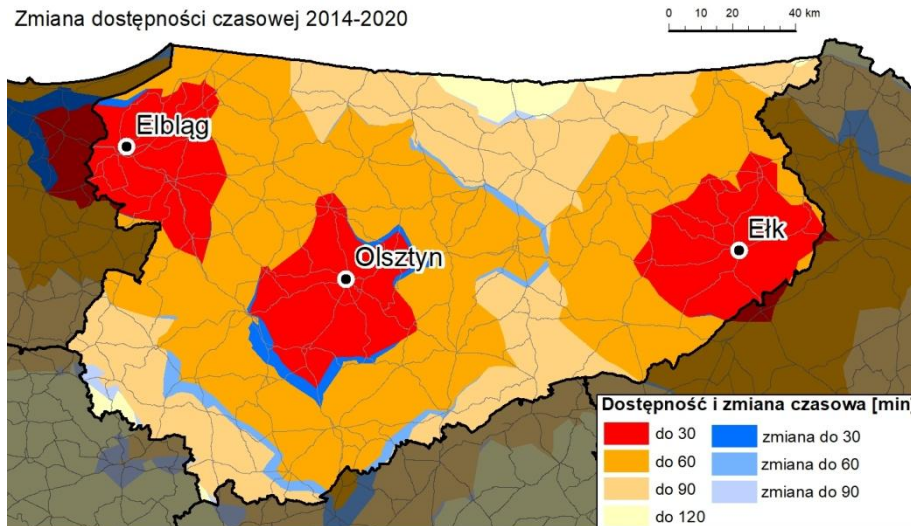 Zmiana dostępności czasowej 2014-2020
0 10 20 40 km
Elbląg
Olsztyn
Ełk
Dostępność i zmiana czasowa [min]
do 30 zmiana do 30
do 60 zmiana do 60
do 90 zmiana do 90
do 120